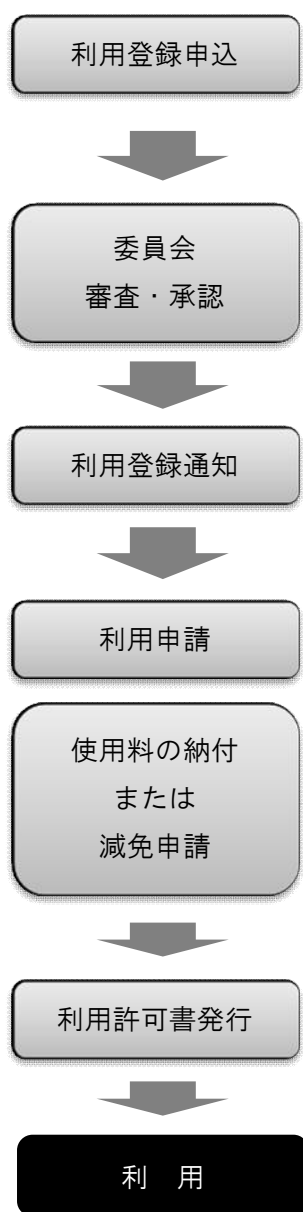 利用登録申込
委員会
審査・承認
利用登録通知
利用申請
使用料の納付
または
減免申請
利用許可書発行
利　用